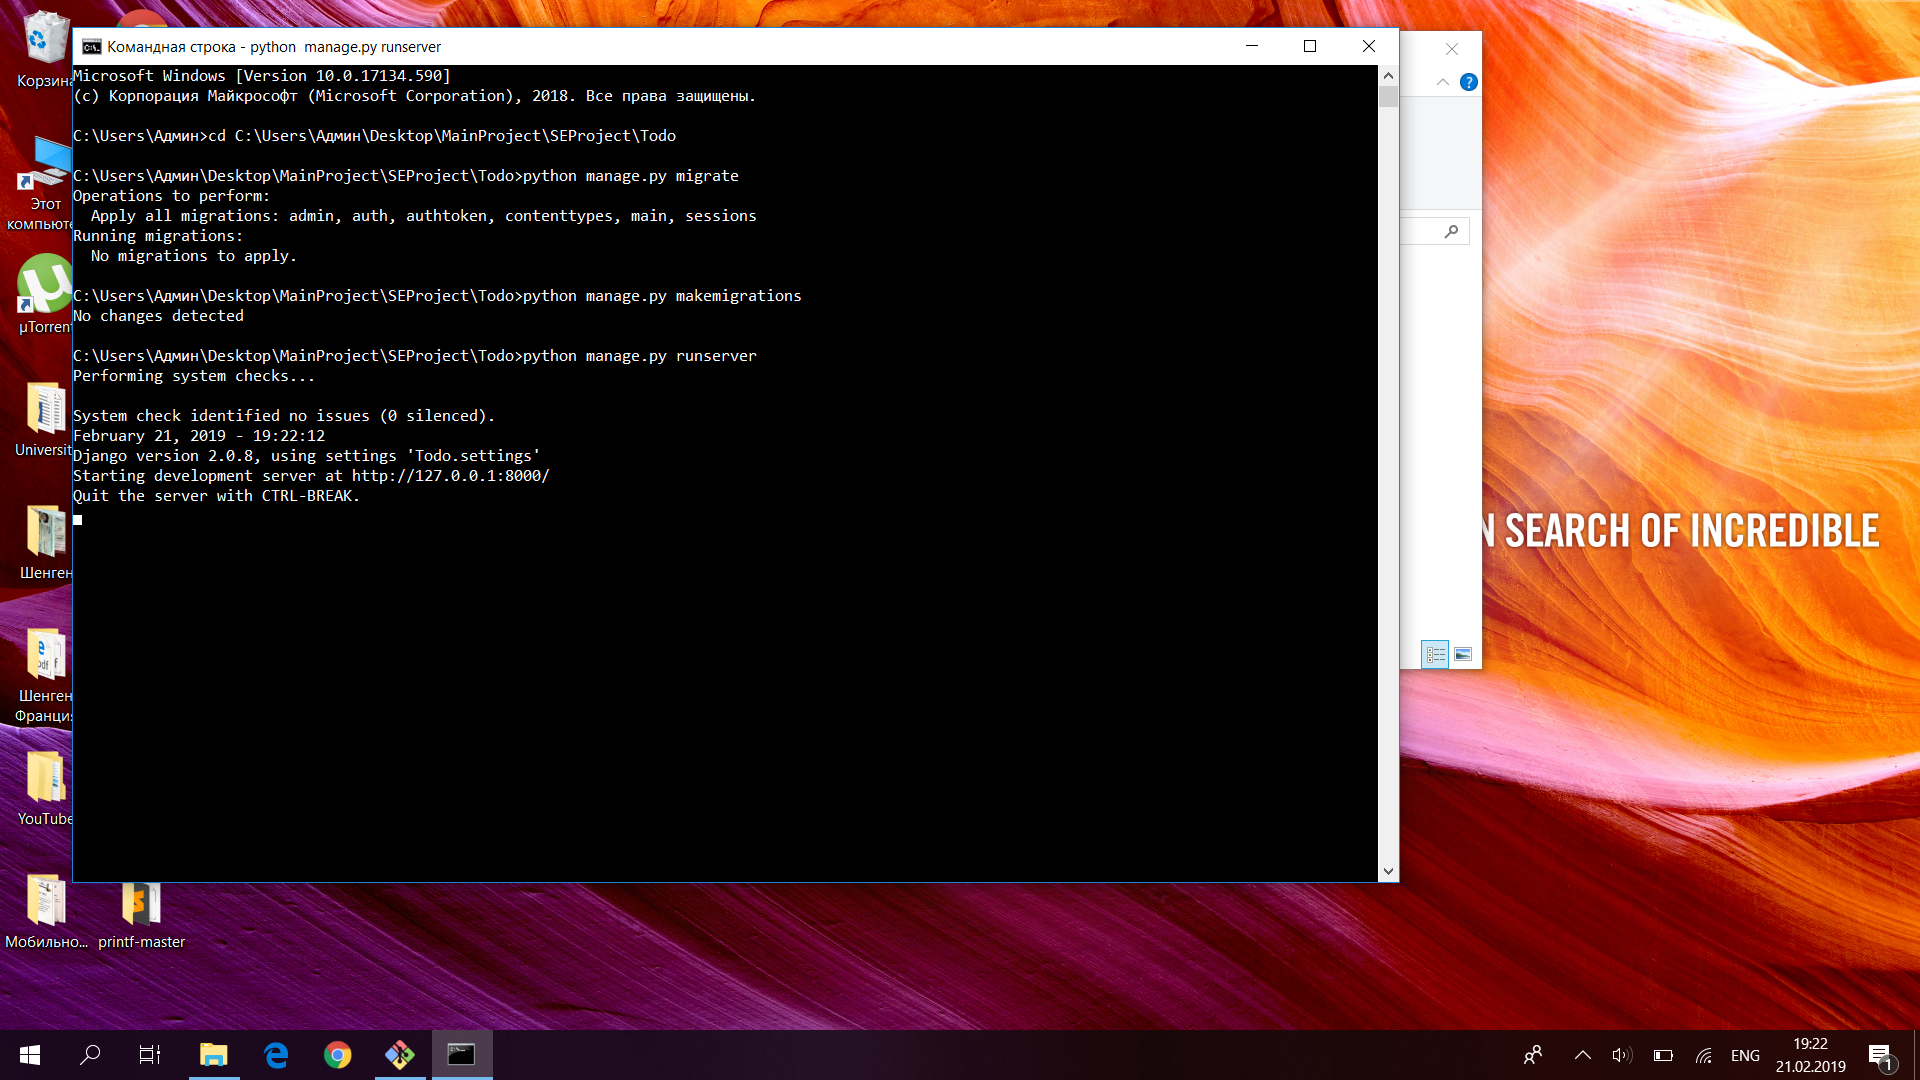 Командная строка - python  manage.py runserver
Microsoft Windows [Version 10.0.17134.590]
(c) Корпорация Майкрософт (Microsoft Corporation), 2018. Все права защищены.
C:\Users\Админ>cd C:\Users\Админ\Desktop\MainProject\SEProject\Todo
C:\Users\Админ\Desktop\MainProject\SEProject\Todo>python manage.py migrate
Operations to perform:
  Apply all migrations: admin, auth, authtoken, contenttypes, main, sessions
Running migrations:
  No migrations to apply.
C:\Users\Админ\Desktop\MainProject\SEProject\Todo>python manage.py makemigrations
No changes detected
C:\Users\Админ\Desktop\MainProject\SEProject\Todo>python manage.py runserver
Performing system checks...
System check identified no issues (0 silenced).
February 21, 2019 - 19:22:12
Django version 2.0.8, using settings 'Todo.settings'
Starting development server at http://127.0.0.1:8000/
Quit the server with CTRL-BREAK.
Корзина
Этот
компьюте
µTorrent
Universit
Шенген
Шенген
Франция
YouTube
Мобильно...
printf-master
N SEARCH OF INCREDIBLE
ENG
19:22
21.02.2019
1